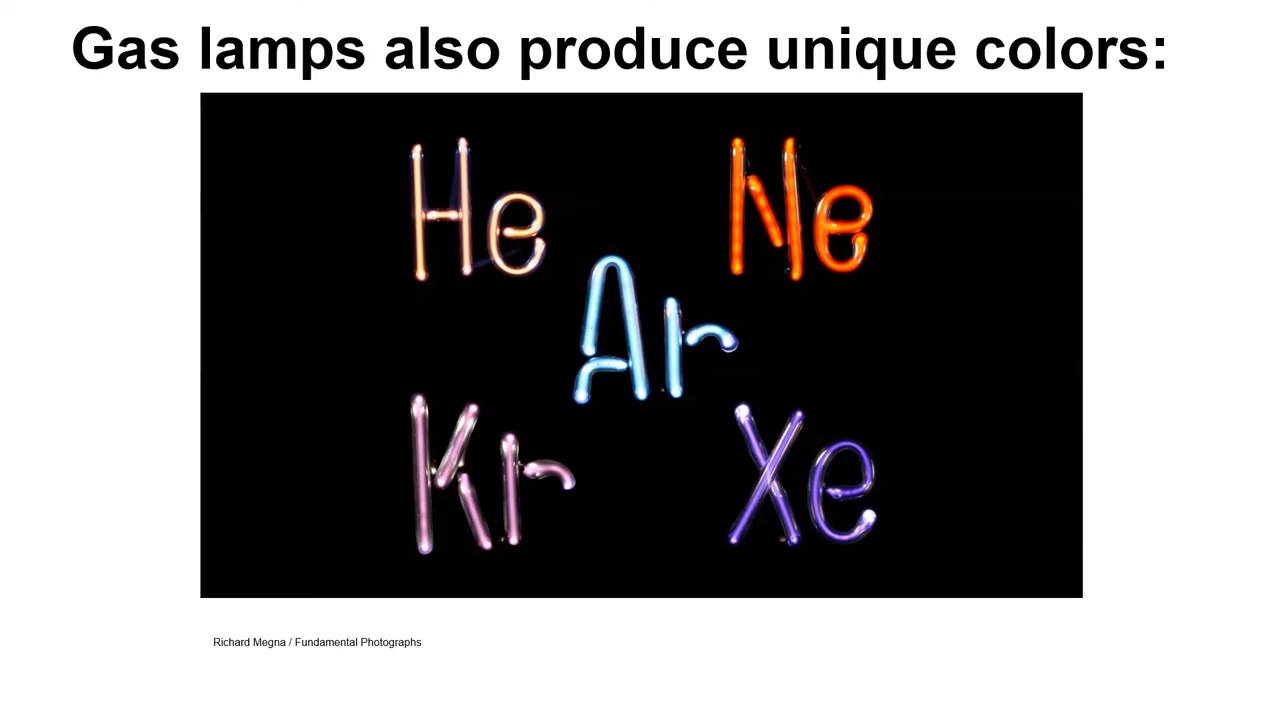 Gas lamps also produce unique colors:
He Ne
Ar
Kr Xe
Richard Megna / Fundamental Photographs